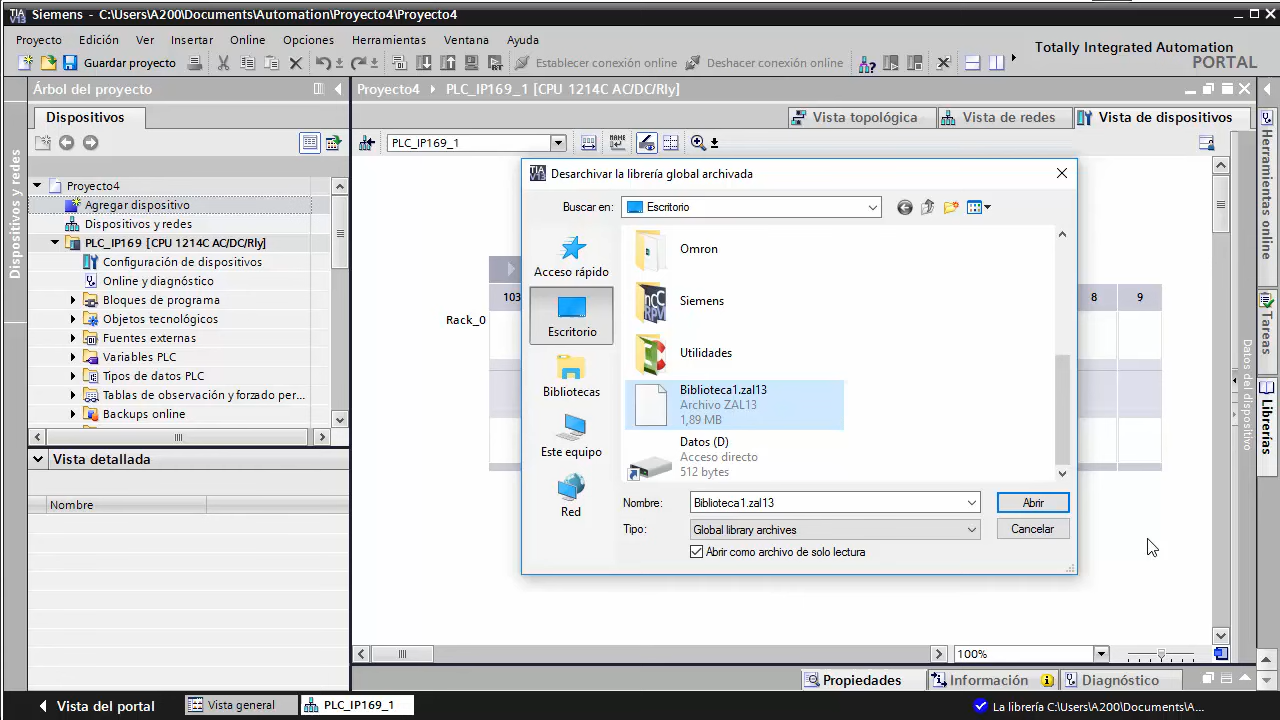 TIA V13 Siemens - C:\Users\A200\Documents\Automation\Proyecto4\Proyecto4
Proyecto Edición Ver Insertar Online Opciones Herramientas Ventana Ayuda
Guardar proyecto
Establecer conexión online
Deshacer conexión online
Totally Integrated Automation
PORTAL
Árbol del proyecto
Proyecto4 PLC_IP169_1 [CPU 1214C AC/DC/Rly]
Dispositivos
Vista topológica
Vista de redes
Vista de dispositivos
Dispositivos y redes
PLC_IP169_1
NAME
100%
Proyecto4
Agregar dispositivo
Dispositivos y redes
PLC_IP169 [CPU 1214C AC/DC/Rly]
Configuración de dispositivos
Online y diagnóstico
Bloques de programa
Objetos tecnológicos
Fuentes externas
Variables PLC
Tipos de datos PLC
Tablas de observación y forzado per...
Backups online
Vista detallada
Nombre
103
Rack_0
8
9
Desarchivar la librería global archivada
Buscar en: Escritorio
Acceso rápido
Escritorio
Bibliotecas
Este equipo
Red
Omron
Siemens
Utilidades
Biblioteca1.zal13
Archivo ZAL13
1,89 MB
Datos (D)
Acceso directo
512 bytes
Nombre: Biblioteca1.zal13
Abrir
Tipo: Global library archives
Cancelar
Abrir como archivo de solo lectura
Datos del dispositivo
Herramientas online
Tareas
Librerías
Propiedades
Información
Diagnóstico
Vista del portal
Vista general
PLC_IP169_1
La librería C:\Users\A200\Documents\A...